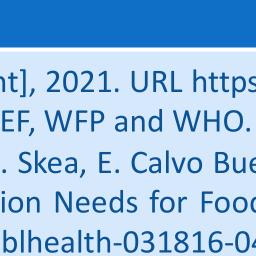 nt], 2021. URL https
EF, WFP and WHO.
. Skea, E. Calvo Bue
ion Needs for Food
blhealth-031816-04